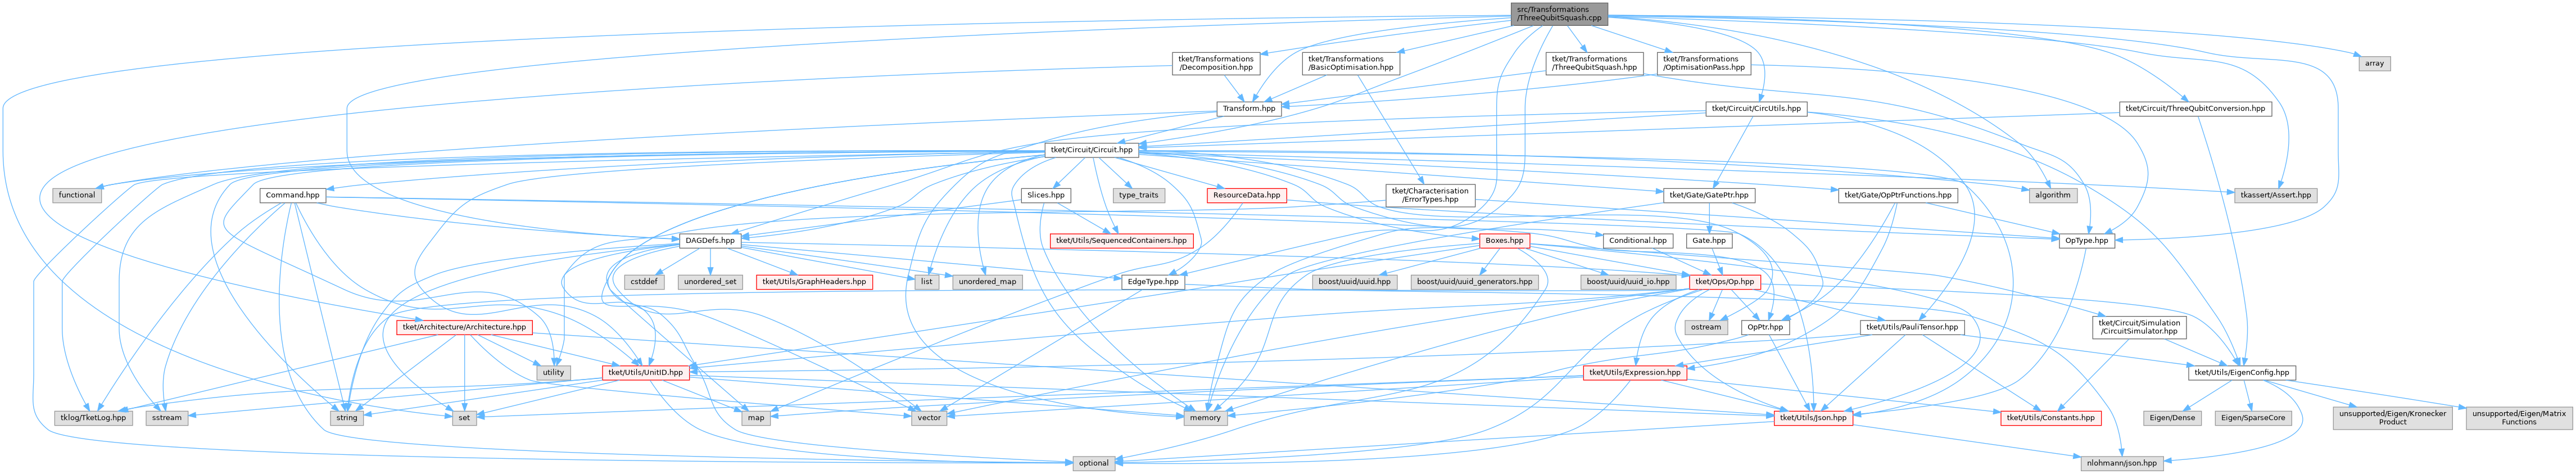 src/Transformations
/ThreeQubitSquash.cpp
tket/Transformations
/Decomposition.hpp
tket/Transformations
/BasicOptimisation.hpp
tket/Transformations
/ThreeQubitSquash.hpp
tket/Transformations
/OptimisationPass.hpp
array
Transform.hpp
tket/Circuit/CircUtils.hpp
tket/Circuit/ThreeQubitConversion.hpp
tket/Circuit/Circuit.hpp
functional
Command.hpp
type_traits
Slices.hpp
ResourceData.hpp
tket/Characterisation
/ErrorTypes.hpp
tket/Gate/GatePtr.hpp
tket/Gate/OpPtrFunctions.hpp
algorithm
tkassert/Assert.hpp
DAGDefs.hpp
tket/Utils/SequencedContainers.hpp
Boxes.hpp
Conditional.hpp
Gate.hpp
OpType.hpp
cstddef
unordered_set
tket/Utils/GraphHeaders.hpp
list
unordered_map
EdgeType.hpp
boost/uuid/uuid.hpp
boost/uuid/uuid_generators.hpp
boost/uuid/uuid_io.hpp
tket/Ops/Op.hpp
tket/Architecture/Architecture.hpp
ostream
OpPtr.hpp
tket/Utils/PauliTensor.hpp
tket/Circuit/Simulation
/CircuitSimulator.hpp
utility
tket/Utils/UnitID.hpp
tket/Utils/Expression.hpp
tket/Utils/EigenConfig.hpp
tklog/TketLog.hpp
sstream
string
set
map
vector
memory
tket/Utils/Json.hpp
tket/Utils/Constants.hpp
Eigen/Dense
Eigen/SparseCore
unsupported/Eigen/Kronecker
Product
unsupported/Eigen/Matrix
Functions
optional
nlohmann/json.hpp